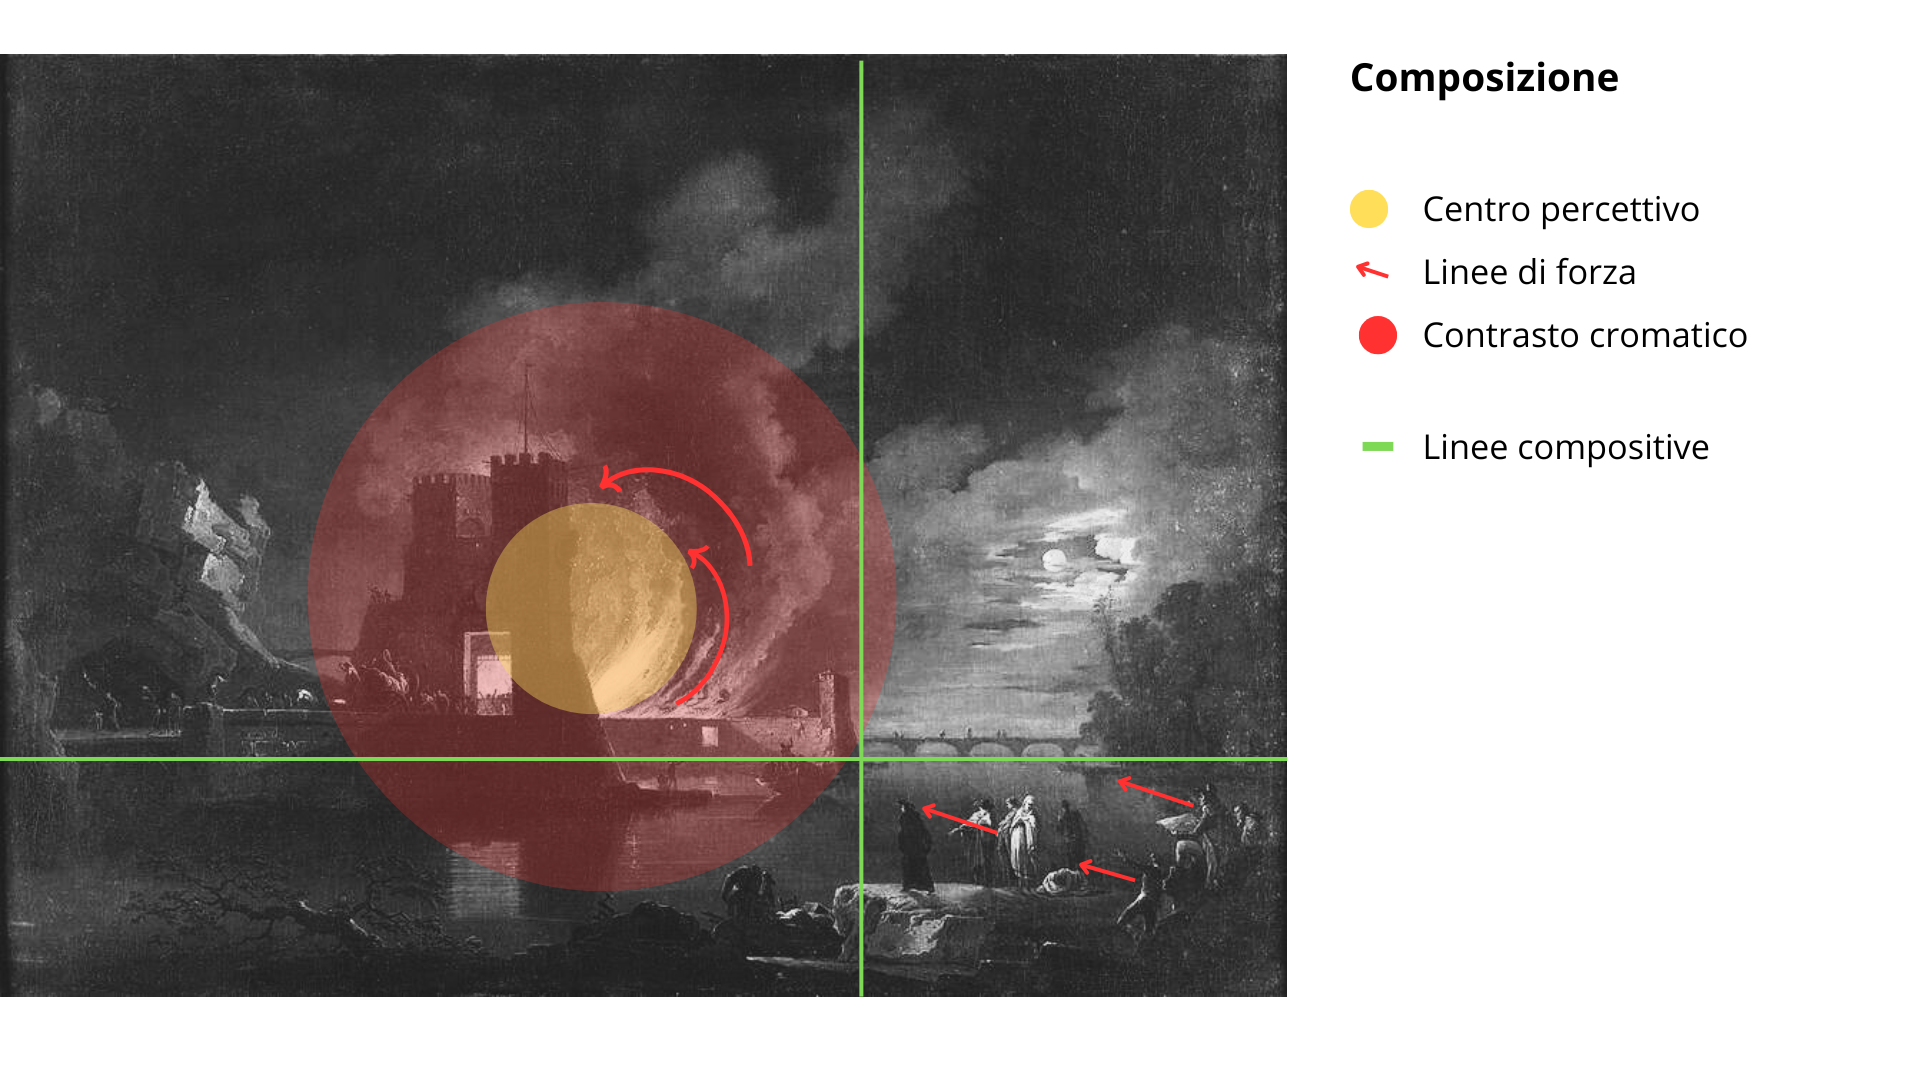 Composizione
Centro percettivo
Linee di forza
Contrasto cromatico
Linee compositive